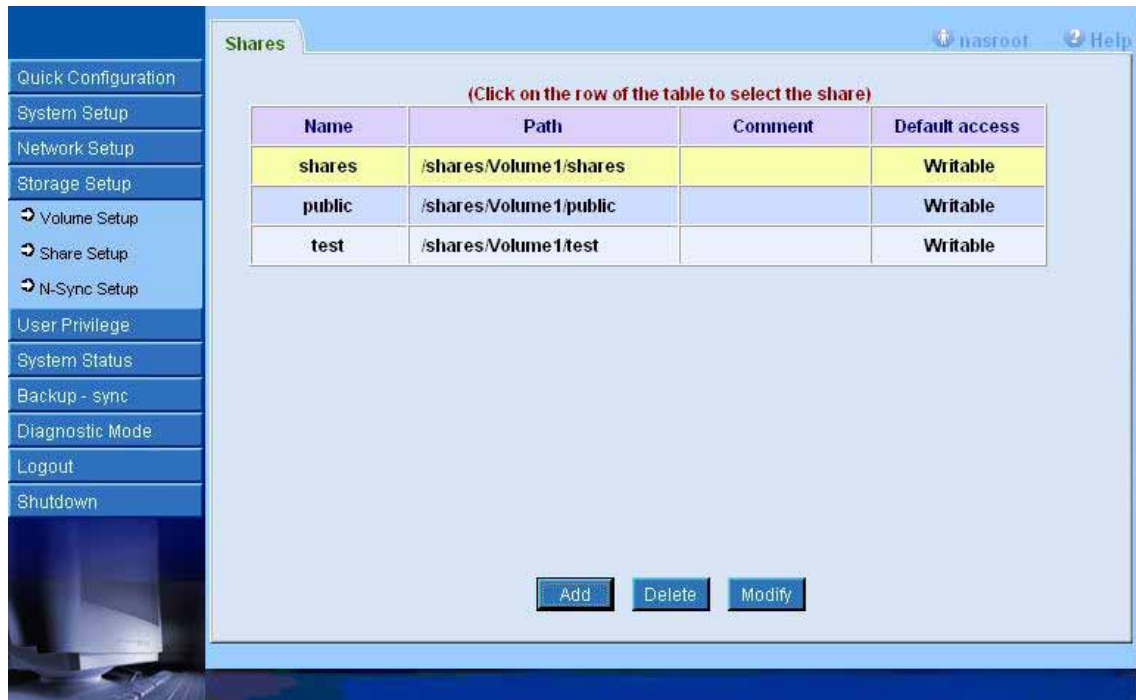 Shares
nasroot
Help
Quick Configuration
System Setup
Network Setup
Storage Setup
Volume Setup
Share Setup
N-Sync Setup
User Privilege
System Status
Backup - sync
Diagnostic Mode
Logout
Shutdown
(Click on the row of the table to select the share)
Name Path Comment Default access
shares /shares/Volume1/shares Writable
public /shares/Volume1/public Writable
test /shares/Volume1/test Writable
Add Delete Modify